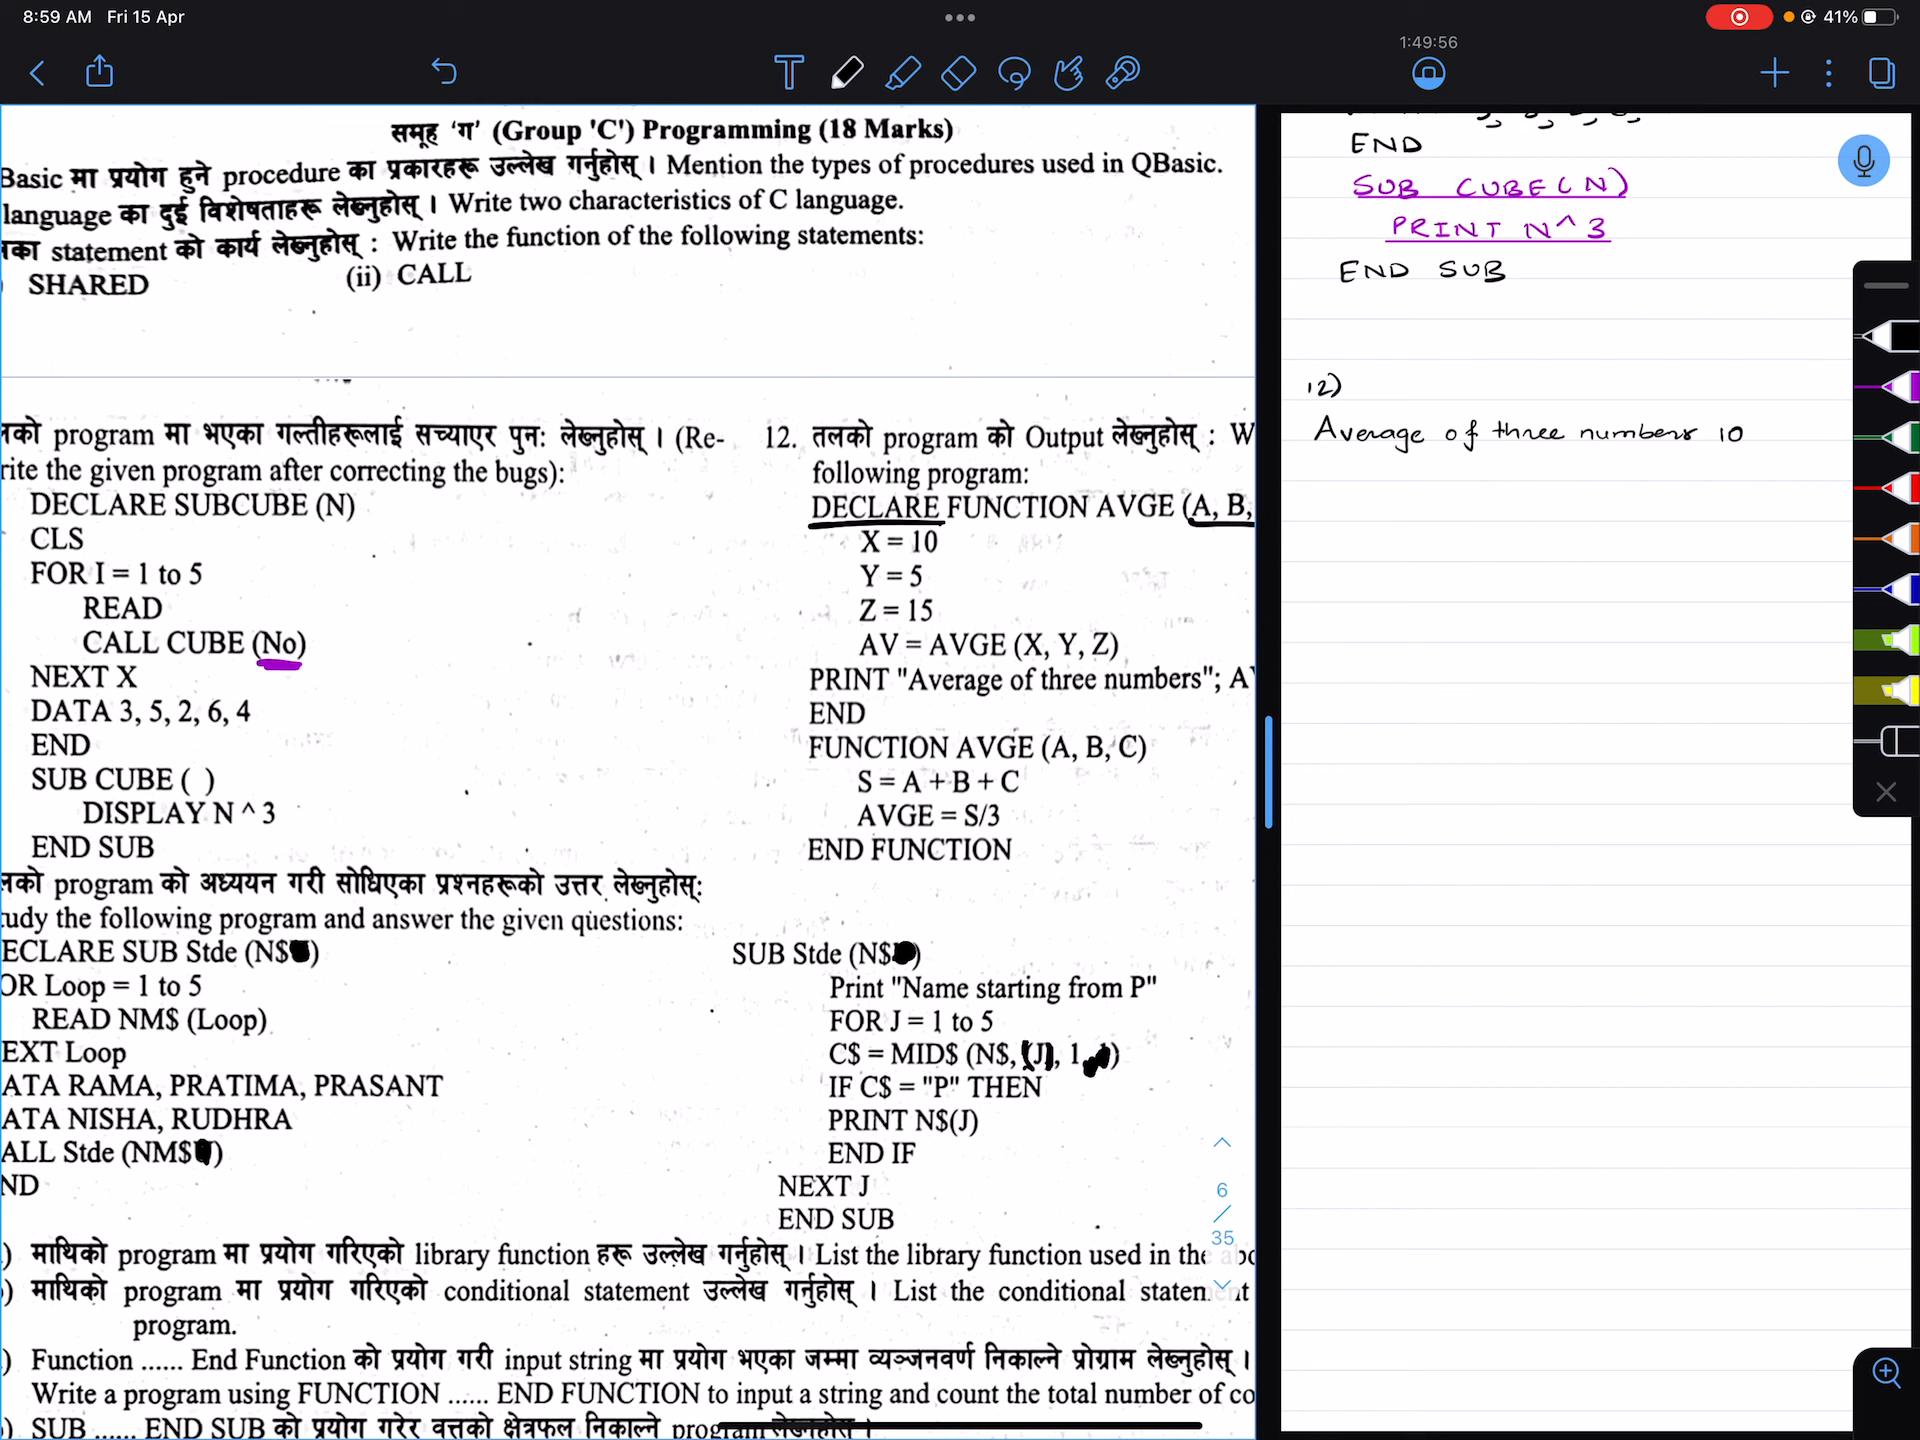 8:59 AM Fri 15 Apr
41%
1:49:56
समूह 'ग' (Group 'C') Programming (18 Marks)
Basic मा प्रयोग हुने procedure का प्रकारहरू उल्लेख गर्नुहोस् । Mention the types of procedures used in QBasic.
language का दुई विशेषताहरू लेख्नुहोस् । Write two characteristics of C language.
statement को कार्य लेख्नुहोस् : Write the function of the following statements:
SHARED (ii) CALL
program मा भएका गल्तीहरूलाई सच्याएर पुन: लेख्नुहोस् । (Re-
rite the given program after correcting the bugs):
DECLARE SUBCUBE (N)
CLS
FOR I = 1 to 5
READ
CALL CUBE (No)
NEXT X
DATA 3, 5, 2, 6, 4
END
SUB CUBE ( )
DISPLAY N ^ 3
END SUB
12. तलको program को Output लेख्नुहोस् : W
following program:
DECLARE FUNCTION AVGE (A, B,
X = 10
Y = 5
Z = 15
AV = AVGE (X, Y, Z)
PRINT "Average of three numbers"; A
END
FUNCTION AVGE (A, B, C)
S = A + B + C
AVGE = S/3
END FUNCTION
program को अध्ययन गरी सोधिएका प्रश्नहरूको उत्तर लेख्नुहोस्:
udy the following program and answer the given questions:
ECLARE SUB Stde (N$ )
OR Loop = 1 to 5
READ NM$ (Loop)
EXT Loop
ATA RAMA, PRATIMA, PRASANT
ATA NISHA, RUDHRA
ALL Stde (NM$ )
ND
SUB Stde (N$ )
Print "Name starting from P"
FOR J = 1 to 5
C$ = MID$ (N$, (J), 1, )
IF C$ = "P" THEN
PRINT N$(J)
END IF
NEXT J
END SUB
) माथिको program मा प्रयोग गरिएको library function हरू उल्लेख गर्नुहोस् । List the library function used in the abo
) माथिको program मा प्रयोग गरिएको conditional statement उल्लेख गर्नुहोस् । List the conditional statement
program.
) Function ...... End Function को प्रयोग गरी input string मा प्रयोग भएका जम्मा व्यञ्जनवर्ण निकाल्ने प्रोग्राम लेख्नुहोस् ।
Write a program using FUNCTION ...... END FUNCTION to input a string and count the total number of co
) SUB ...... END SUB को प्रयोग गरेर वृत्तको क्षेत्रफल निकाल्ने program लेख्नुहोस् ।
6
/
35
END
SUB CUBE (N)
PRINT N^3
END SUB
12)
Average of three numbers 10